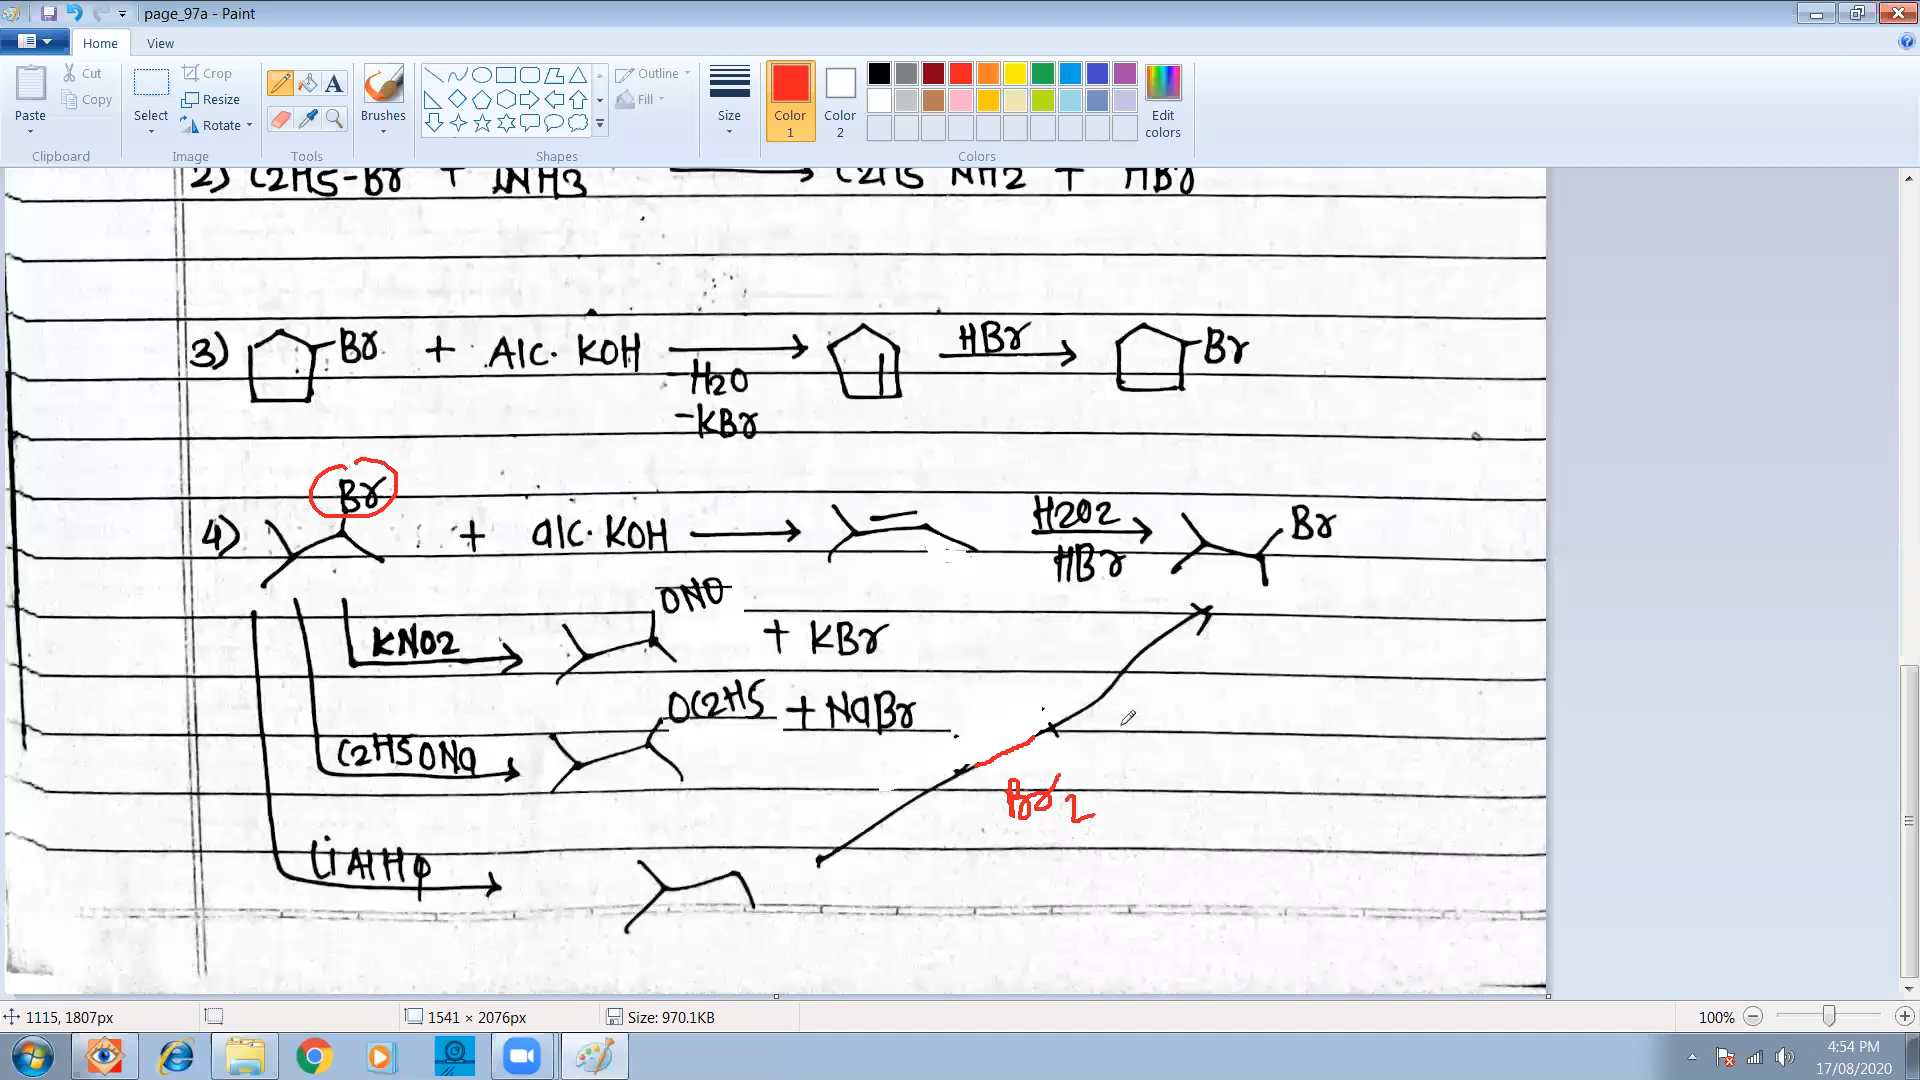 page_97a - Paint
Home View
Paste Cut Copy Select Crop Resize Rotate Brushes Outline Fill Size Color 1 Color 2 Edit colors
Clipboard Image Tools Shapes Colors
2) C2H5-Br + NH3 → C2H5 NH2 + HBr
3) Br + Alc. KOH → HBr → Br
-H2O
-KBr
Br
4) + alc. KOH → H2O2 → Br
HBr
ONO
KNO2 → + KBr
OC2H5 + NaBr
C2H5ONa →
Br2
LiAlH4 →
1115, 1807px 1541 × 2076px Size: 970.1KB 100%
4:54 PM
17/08/2020